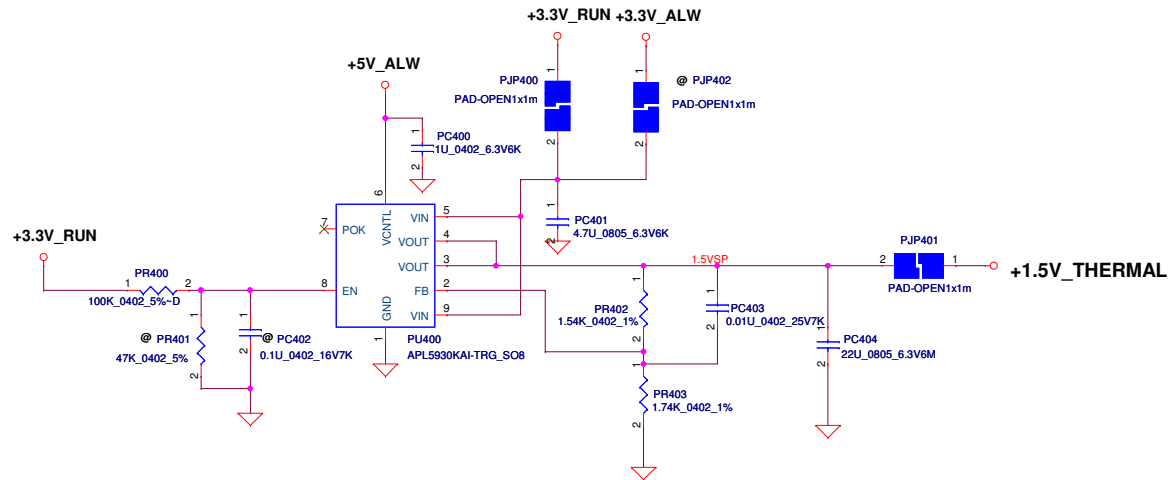 +3.3V_RUN
+3.3V_ALW
1
PJP400
PAD-OPEN1x1m
2
1
@ PJP402
PAD-OPEN1x1m
2
+5V_ALW
1
PC400
1U_0402_6.3V6K
2
1
PC401
4.7U_0805_6.3V6K
2
+3.3V_RUN
1
PR400
2
100K_0402_5%~D
@ PR401
1
47K_0402_5%
2
1
@ PC402
0.1U_0402_16V7K
2
6
VCNTL
7
POK
8
EN
GND
1
VIN
5
VOUT
4
VOUT
3
FB
2
VIN
9
PU400
APL5930KAI-TRG_SO8
1.5VSP
1
PR402
1.54K_0402_1%
2
1
PC403
0.01U_0402_25V7K
2
1
PR403
1.74K_0402_1%
2
1
PC404
22U_0805_6.3V6M
2
PJP401
2
1
PAD-OPEN1x1m
+1.5V_THERMAL